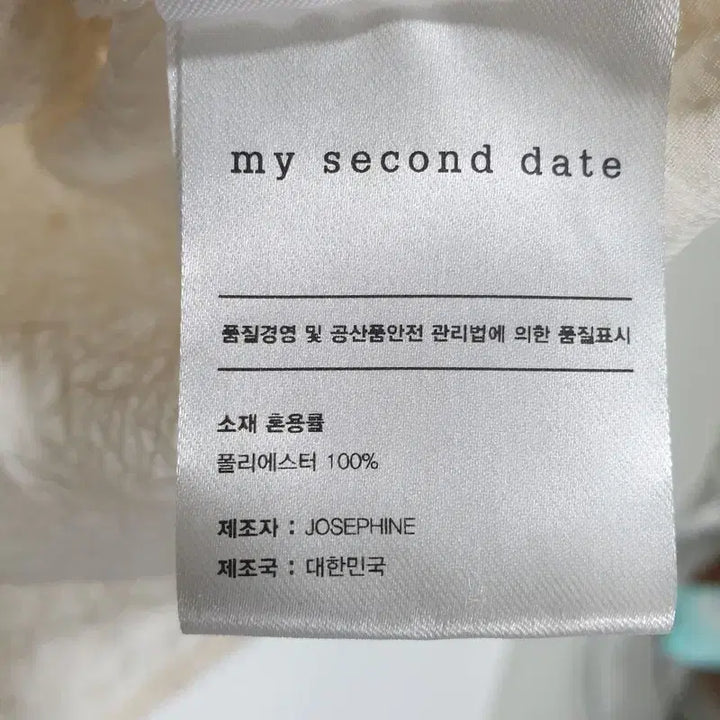 my second date
품질경영 및 공산품안전 관리법에 의한 품질표시
소재 혼용률
폴리에스터 100%
제조자 : JOSEPHINE
제조국 : 대한민국